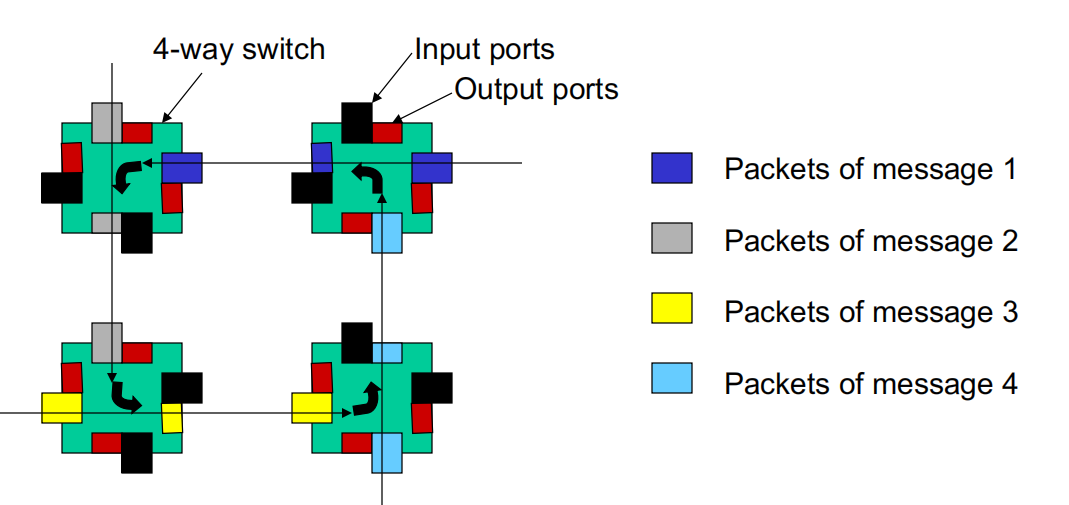 4-way switch
Input ports
Output ports
Packets of message 1
Packets of message 2
Packets of message 3
Packets of message 4